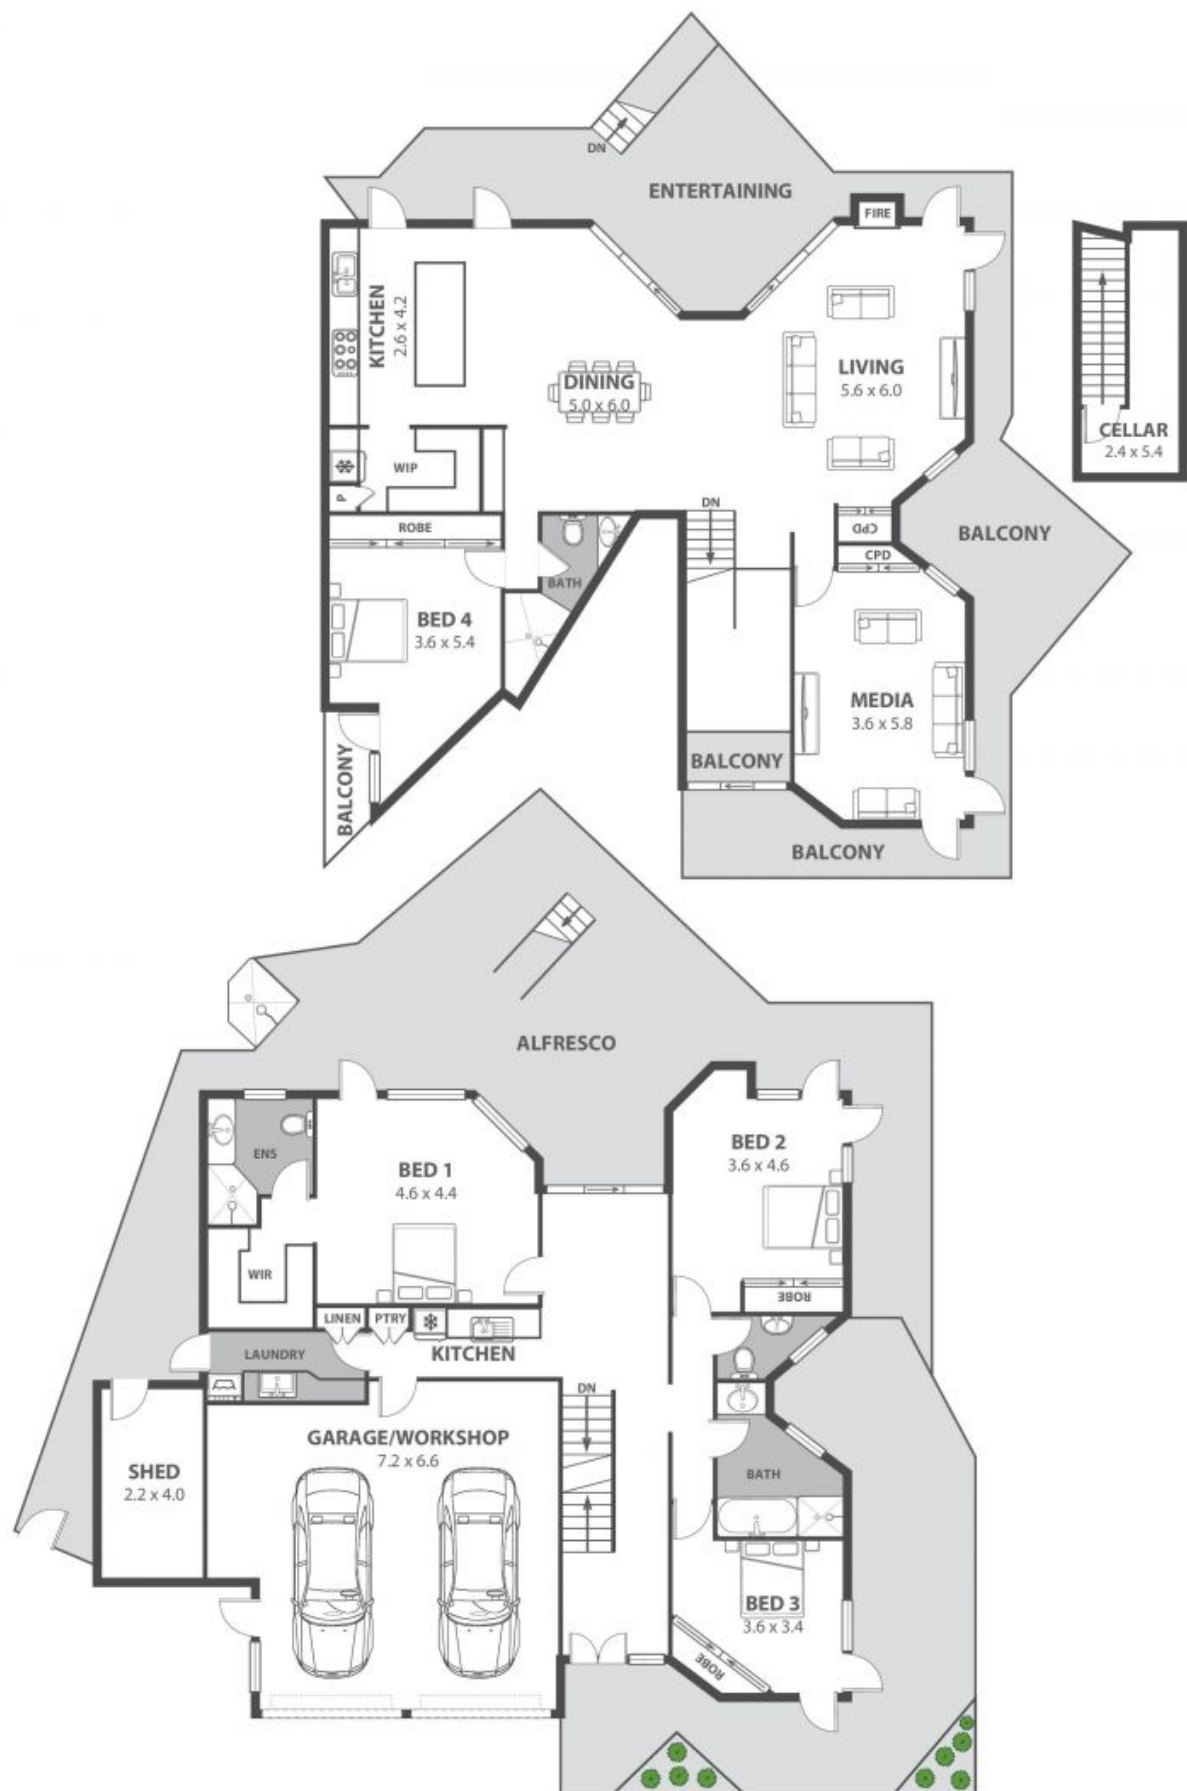 DN
ENTERTAINING
FIRE
KITCHEN
2.6 x 4.2
LIVING
5.6 x 6.0
DINING
5.0 x 6.0
CELLAR
2.4 x 5.4
WIP
P
DN
ROBE
CPD
CPD
BALCONY
BATH
BED 4
3.6 x 5.4
MEDIA
3.6 x 5.8
BALCONY
BALCONY
BALCONY
ALFRESCO
BED 2
3.6 x 4.6
ENS
BED 1
4.6 x 4.4
WIR
ROBE
LINEN
PTRY
LAUNDRY
KITCHEN
DN
GARAGE/WORKSHOP
7.2 x 6.6
SHED
2.2 x 4.0
BATH
BED 3
3.6 x 3.4
ROBE